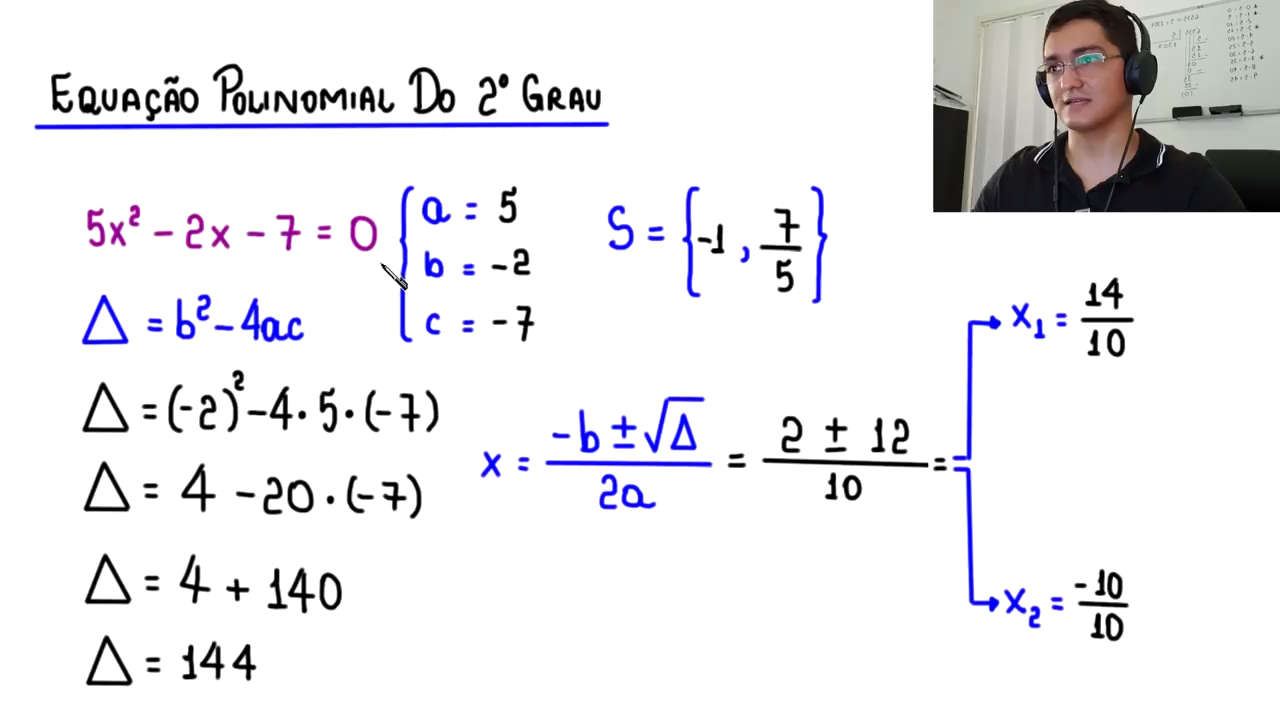 EQUAÇÃO POLINOMIAL DO 2º GRAU
5x² - 2x - 7 = 0
a = 5
b = -2
c = -7
S = {-1, 7/5}
Δ = b² - 4ac
Δ = (-2)² - 4 · 5 · (-7)
Δ = 4 - 20 · (-7)
Δ = 4 + 140
Δ = 144
x = (-b ± √Δ)/2a = (2 ± 12)/10 =
x₁ = 14/10
x₂ = -10/10